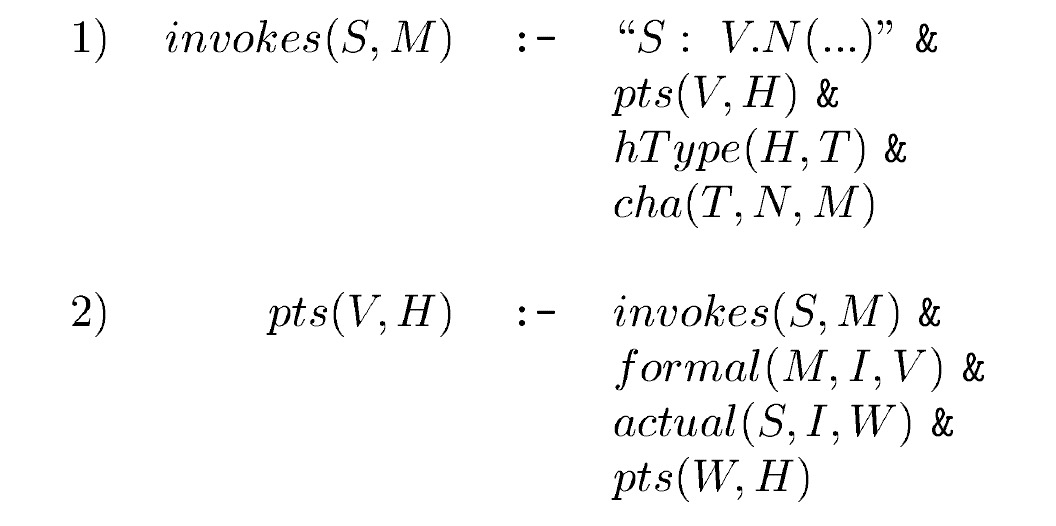 1) invokes(S, M) :- “S : V.N(...)” &
pts(V, H) &
hType(H, T) &
cha(T, N, M)
2) pts(V, H) :- invokes(S, M) &
formal(M, I, V) &
actual(S, I, W) &
pts(W, H)